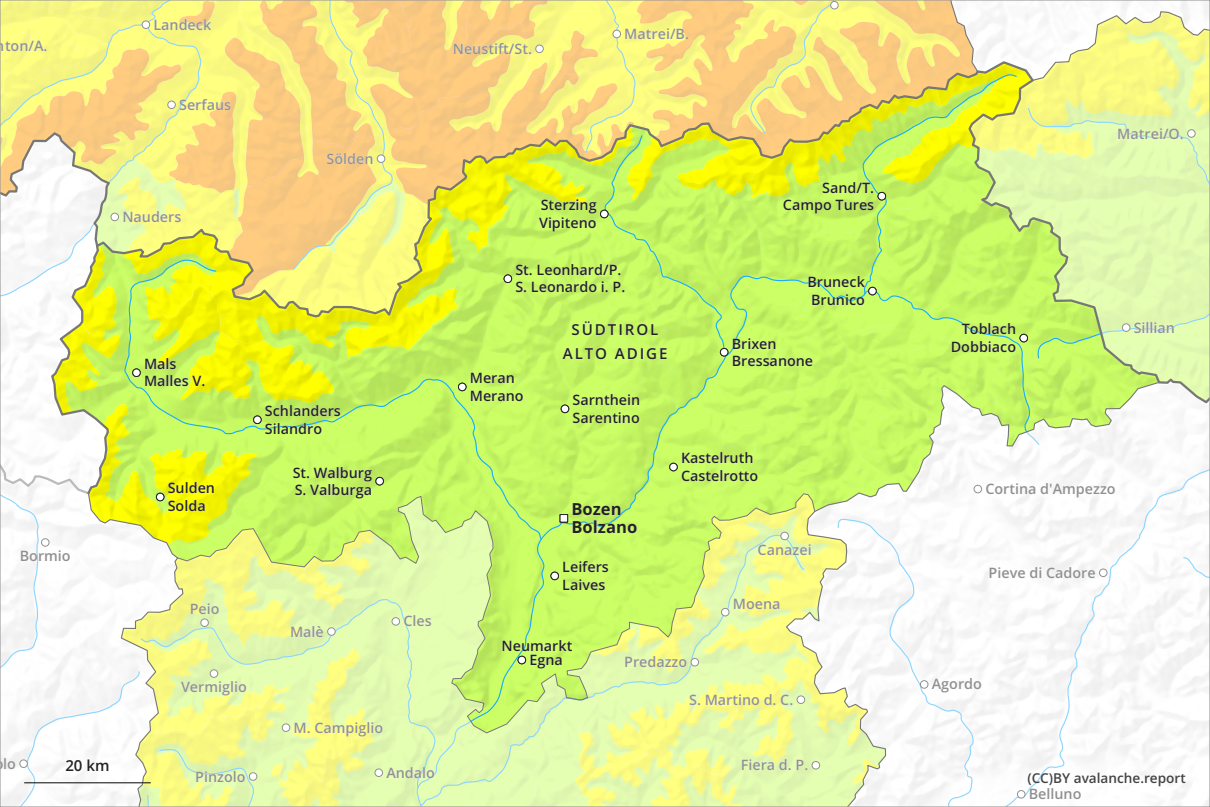 Landeck
nton/A.
Neustift/St.
Matrei/B.
Serfaus
Matrei/O.
Sölden
Nauders
Sand/T.
Campo Tures
Sterzing
Vipiteno
St. Leonhard/P.
S. Leonardo i. P.
Bruneck
Brunico
SÜDTIROL
ALTO ADIGE
Toblach
Dobbiaco
Sillian
Brixen
Bressanone
Mals
Malles V.
Meran
Merano
Sarnthein
Sarentino
Schlanders
Silandro
Kastelruth
Castelrotto
St. Walburg
S. Valburga
Sulden
Solda
Cortina d'Ampezzo
Bozen
Bolzano
Bormio
Canazei
Leifers
Laives
Pieve di Cadore
Peio
Moena
Malè
Cles
Neumarkt
Egna
Predazzo
Vermiglio
Agordo
S. Martino d. C.
M. Campiglio
20 km
olo
Pinzolo
Andalo
Fiera d. P.
(CC)BY avalanche.report
Belluno